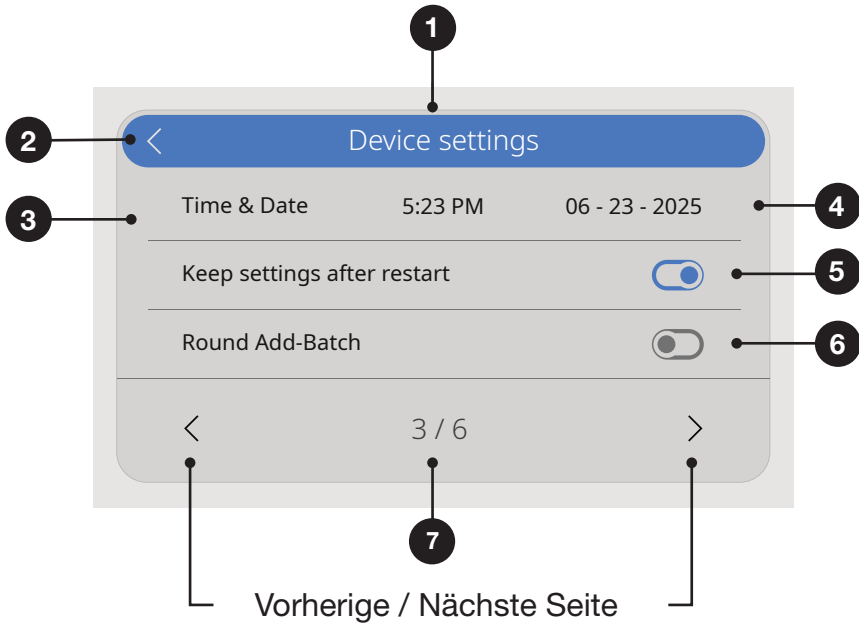 1
2
Device settings
3
Time & Date 5:23 PM 06 - 23 - 2025
4
Keep settings after restart
5
Round Add-Batch
6
3 / 6
7
Vorherige / Nächste Seite